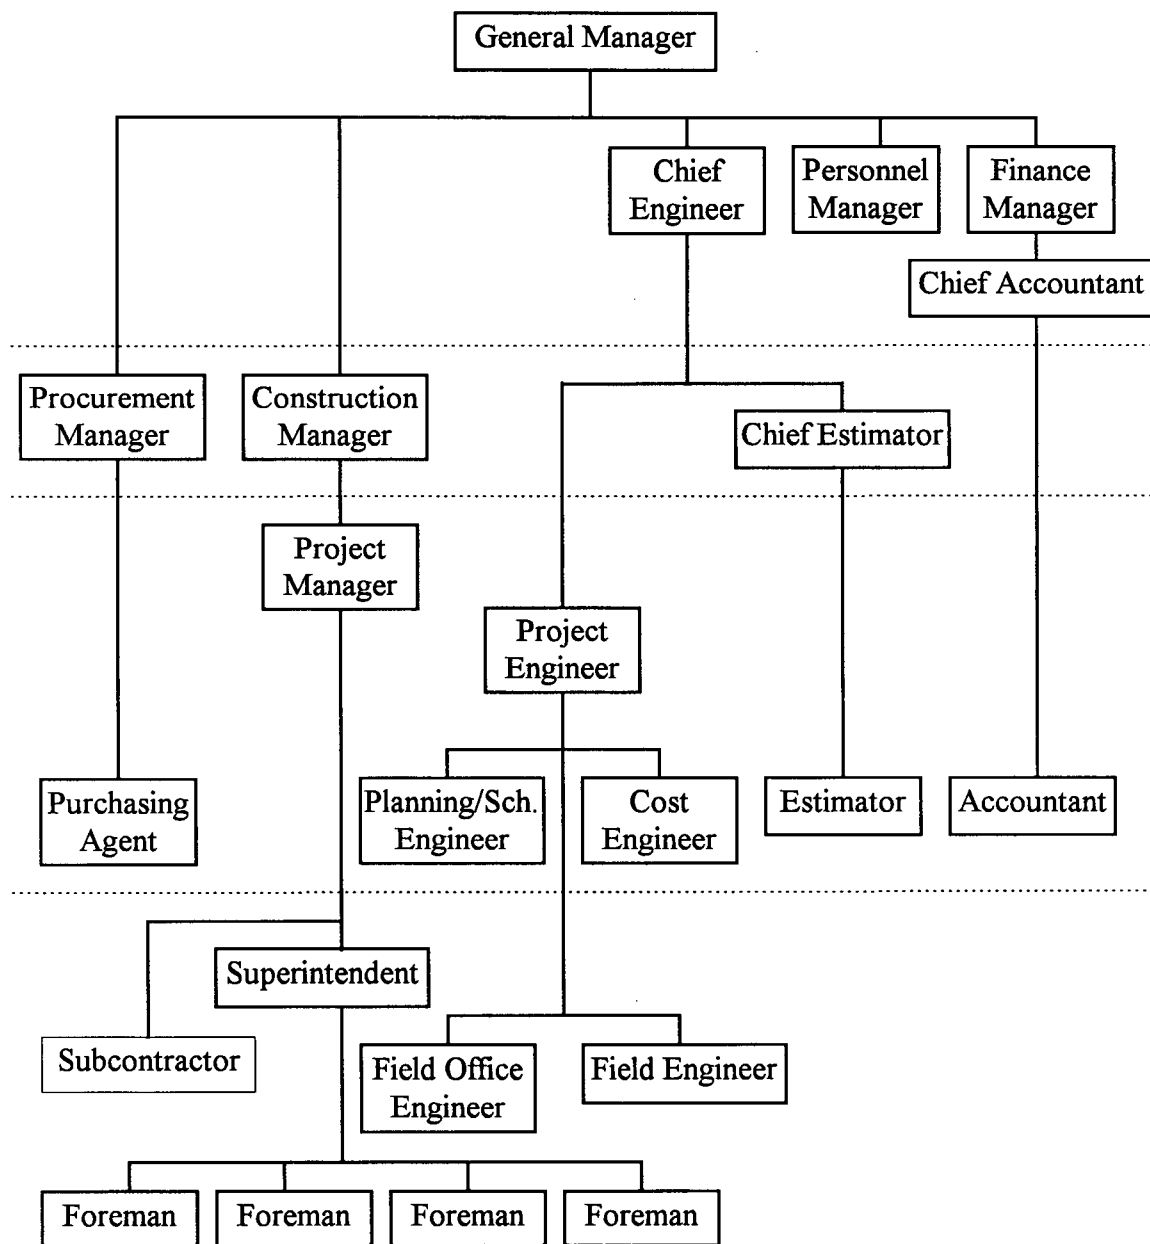 General Manager
Chief
Engineer
Personnel
Manager
Finance
Manager
Chief Accountant
Procurement
Manager
Construction
Manager
Chief Estimator
Project
Manager
Project
Engineer
Purchasing
Agent
Planning/Sch.
Engineer
Cost
Engineer
Estimator
Accountant
Superintendent
Subcontractor
Field Office
Engineer
Field Engineer
Foreman
Foreman
Foreman
Foreman